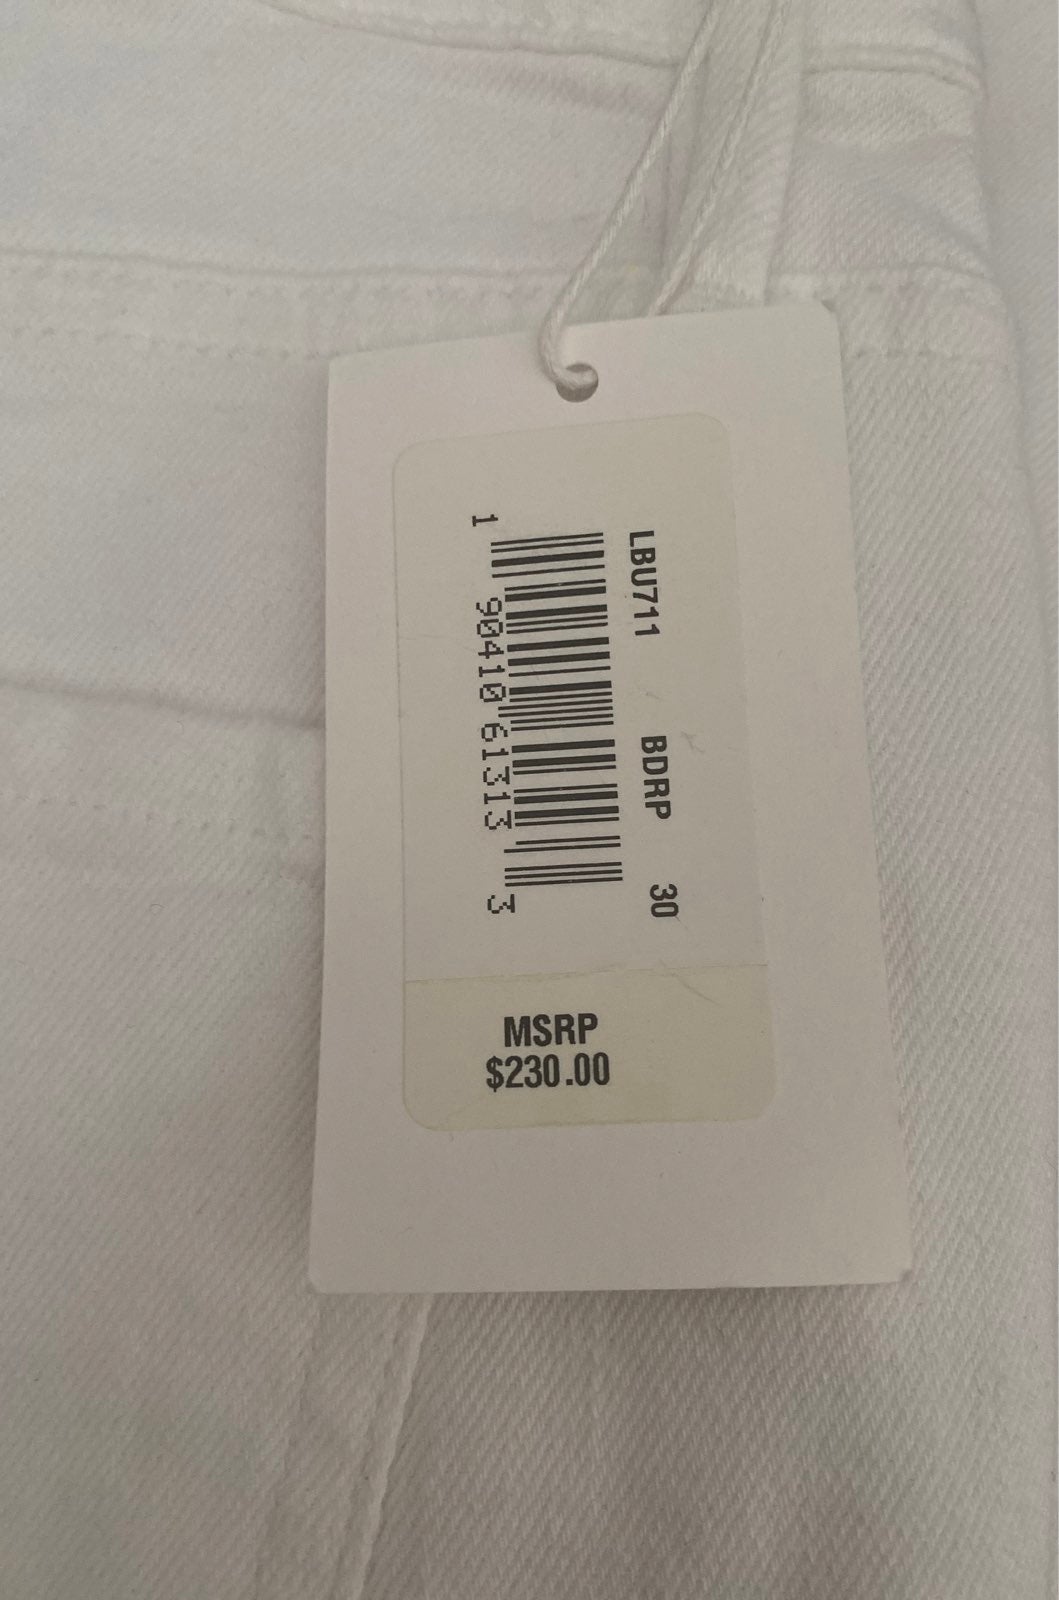 LBU711 BDRP 30
1 90410 61313 3
MSRP
$230.00